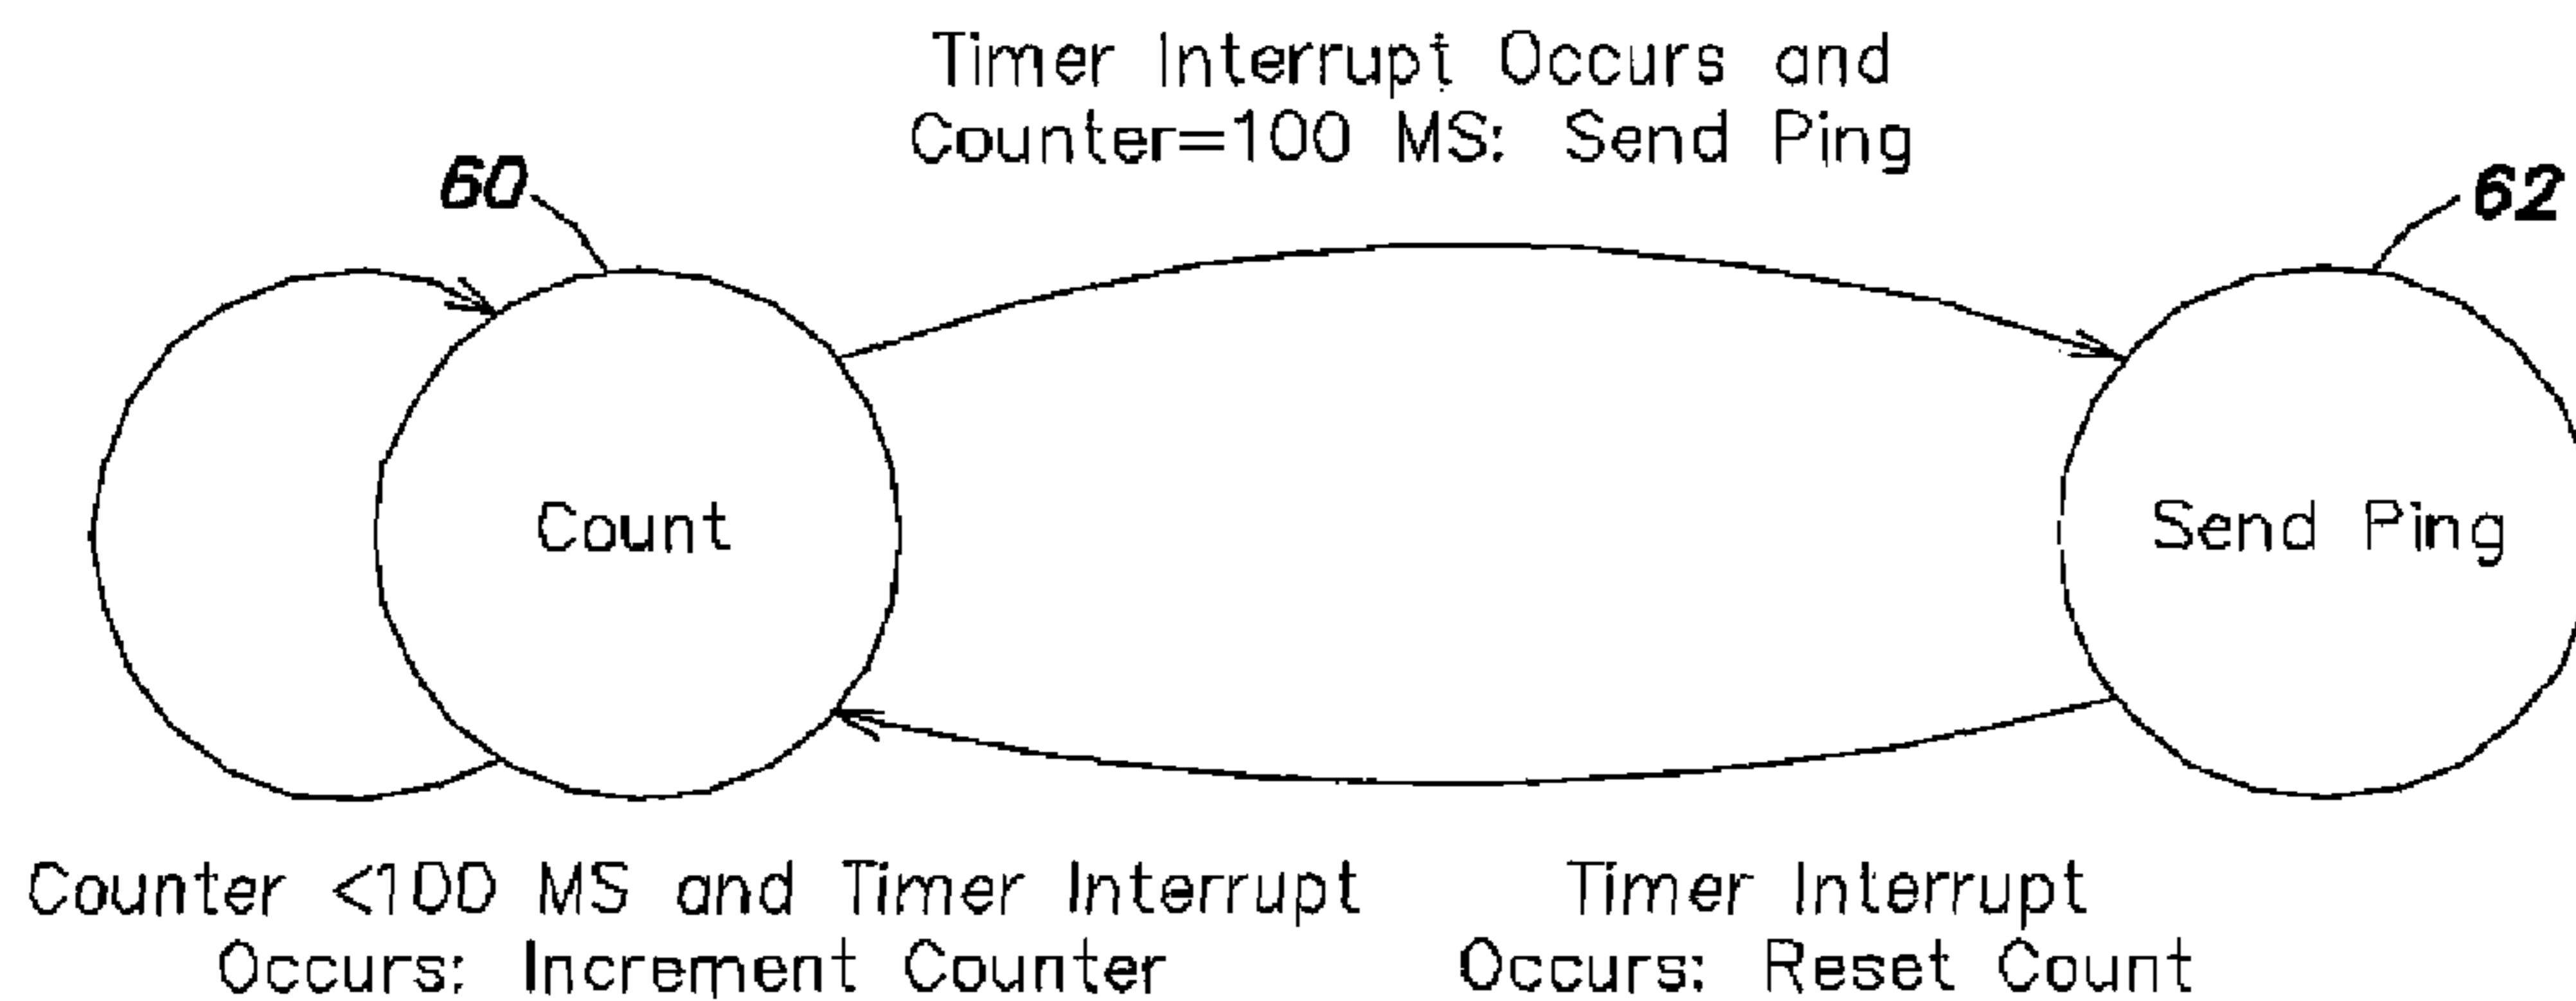 Timer Interrupt Occurs and
Counter=100 MS: Send Ping
60
62
Count
Send Ping
Counter <100 MS and Timer Interrupt
Occurs: Increment Counter
Timer Interrupt
Occurs: Reset Count